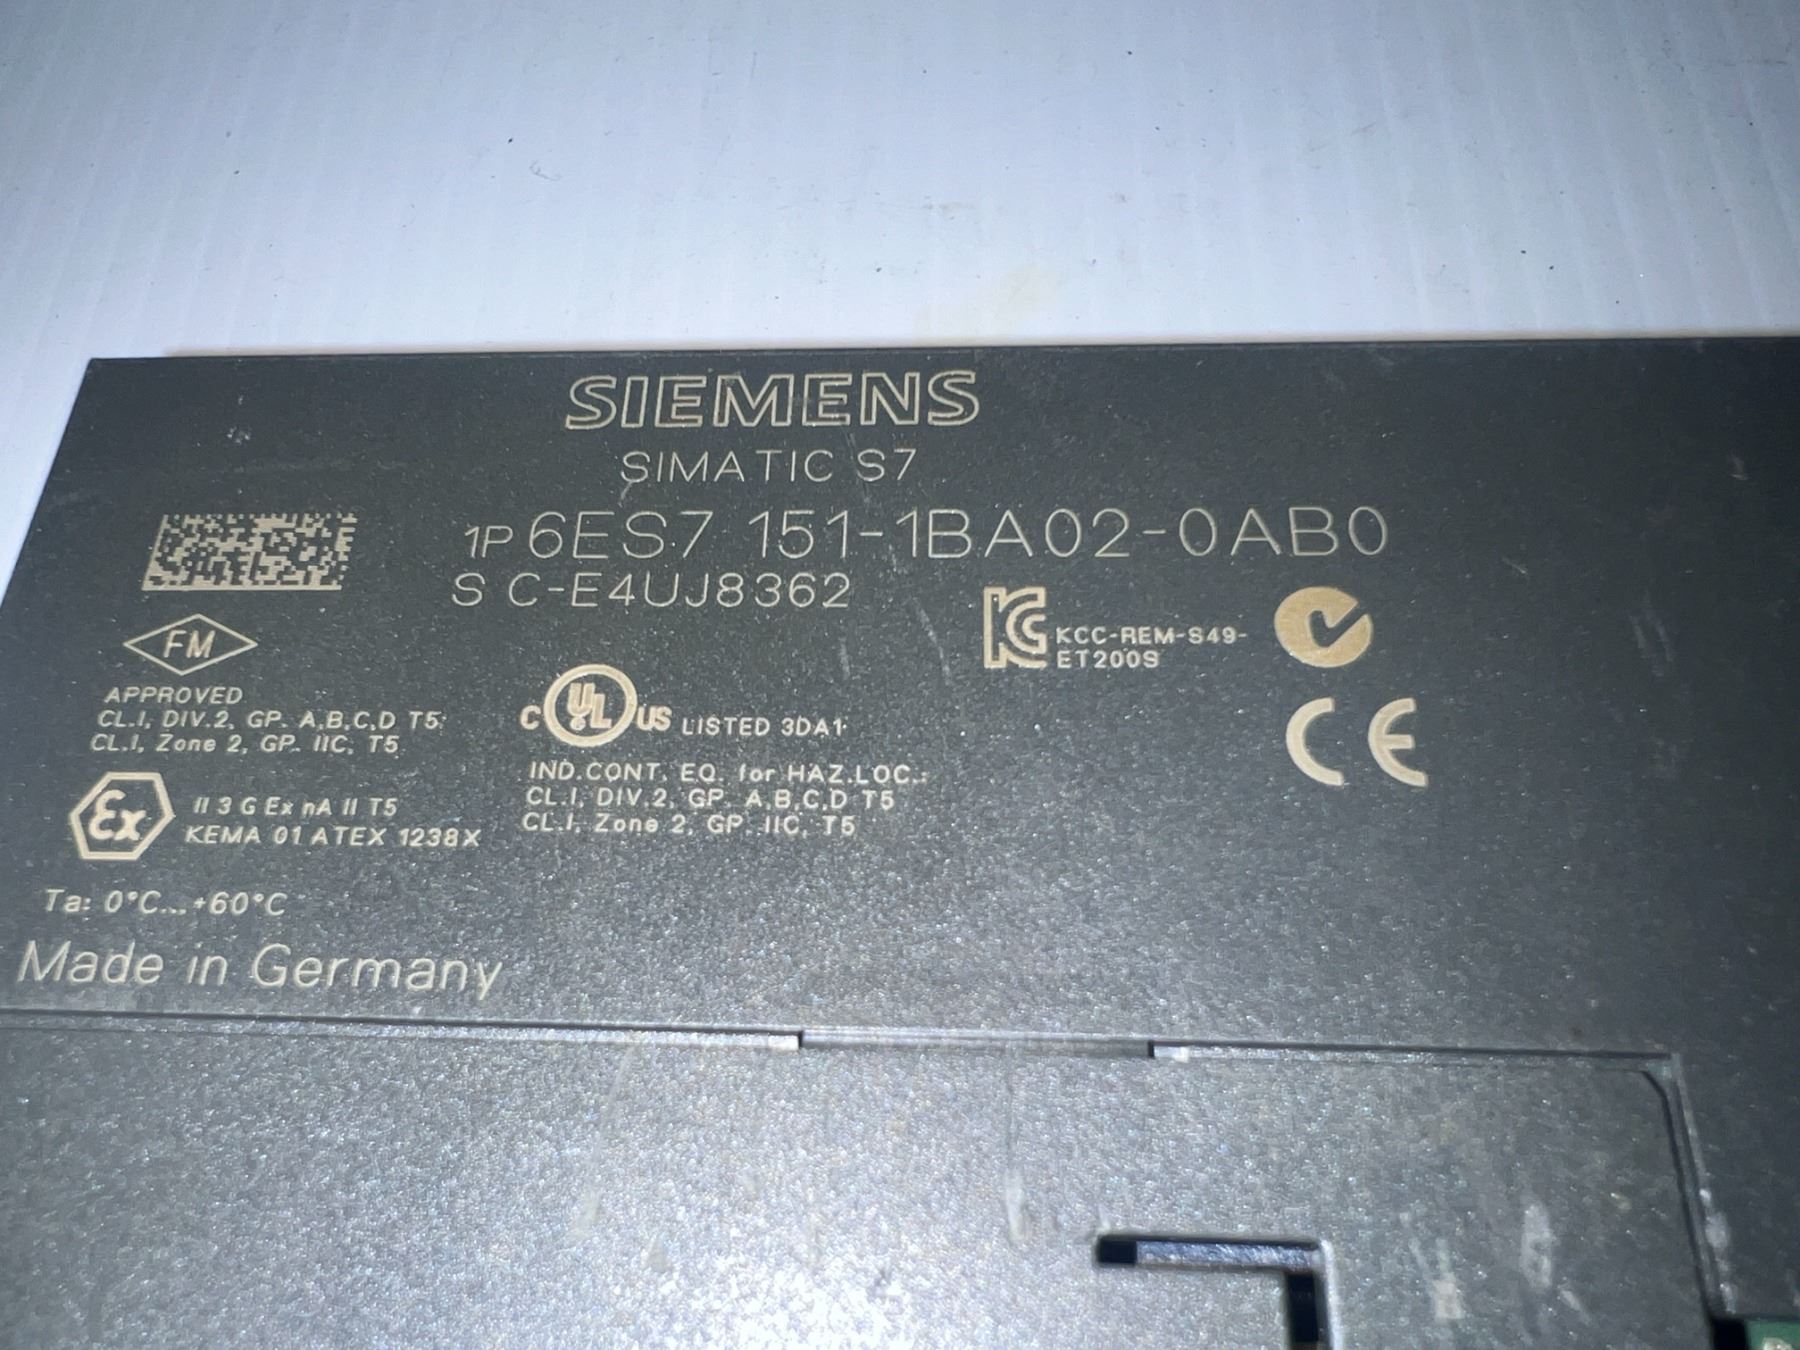 SIEMENS
SIMATIC S7
1P 6ES7 151-1BA02-0AB0
S C-E4UJ8362
FM
APPROVED
CL.I, DIV.2, GP. A,B,C,D T5
CL.I, Zone 2, GP. IIC, T5
Ex II 3 G Ex nA II T5
KEMA 01 ATEX 1238X
C UL US LISTED 3DA1
IND.CONT. EQ. for HAZ.LOC.:
CL.I, DIV.2, GP. A,B,C,D T5
CL.I, Zone 2, GP. IIC, T5
KCC-REM-S49-
ET200S
CE
Ta: 0°C...+60°C
Made in Germany